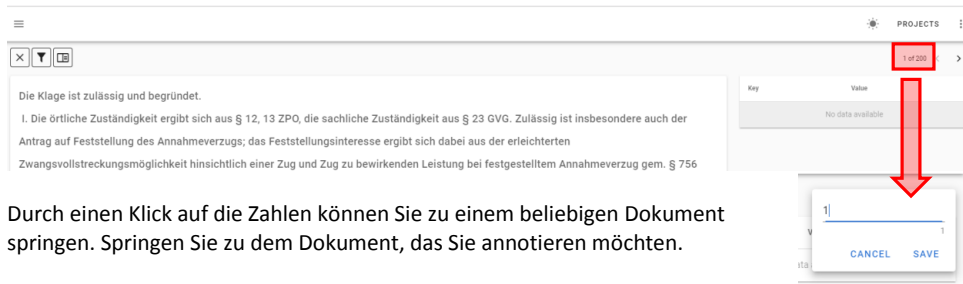 PROJECTS
1 of 200
Die Klage ist zulässig und begründet.
I. Die örtliche Zuständigkeit ergibt sich aus § 12, 13 ZPO, die sachliche Zuständigkeit aus § 23 GVG. Zulässig ist insbesondere auch der
Antrag auf Feststellung des Annahmeverzugs; das Feststellungsinteresse ergibt sich dabei aus der erleichterten
Zwangsvollstreckungsmöglichkeit hinsichtlich einer Zug und Zug zu bewirkenden Leistung bei festgestelltem Annahmeverzug gem. § 756
Key Value
No data available
Durch einen Klick auf die Zahlen können Sie zu einem beliebigen Dokument
springen. Springen Sie zu dem Dokument, das Sie annotieren möchten.
1
1
CANCEL SAVE